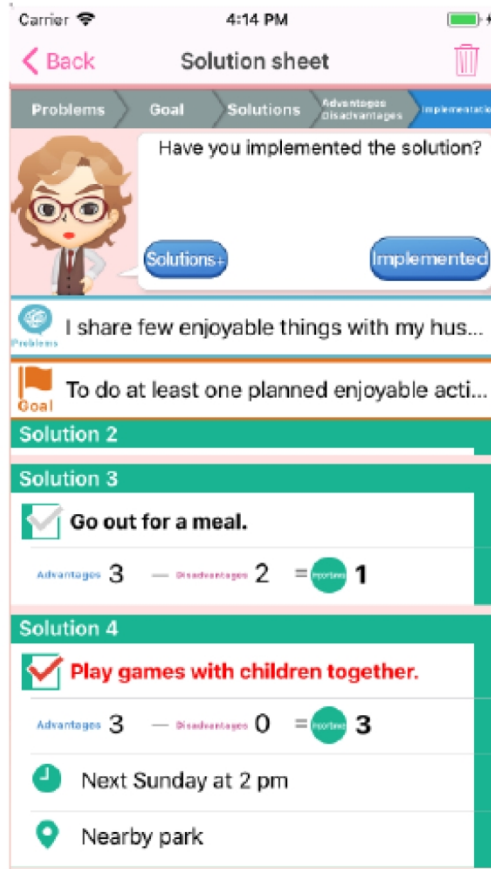 Carrier 4:14 PM
Back Solution sheet
Problems Goal Solutions Advantages Disadvantages
Have you implemented the solution?
Solutions+ Implemented
Problems I share few enjoyable things with my hus...
Goal To do at least one planned enjoyable acti...
Solution 2
Solution 3
Go out for a meal.
Advantages 3 — Disadvantages 2 = 1
Solution 4
Play games with children together.
Advantages 3 — Disadvantages 0 = 3
Next Sunday at 2 pm
Nearby park